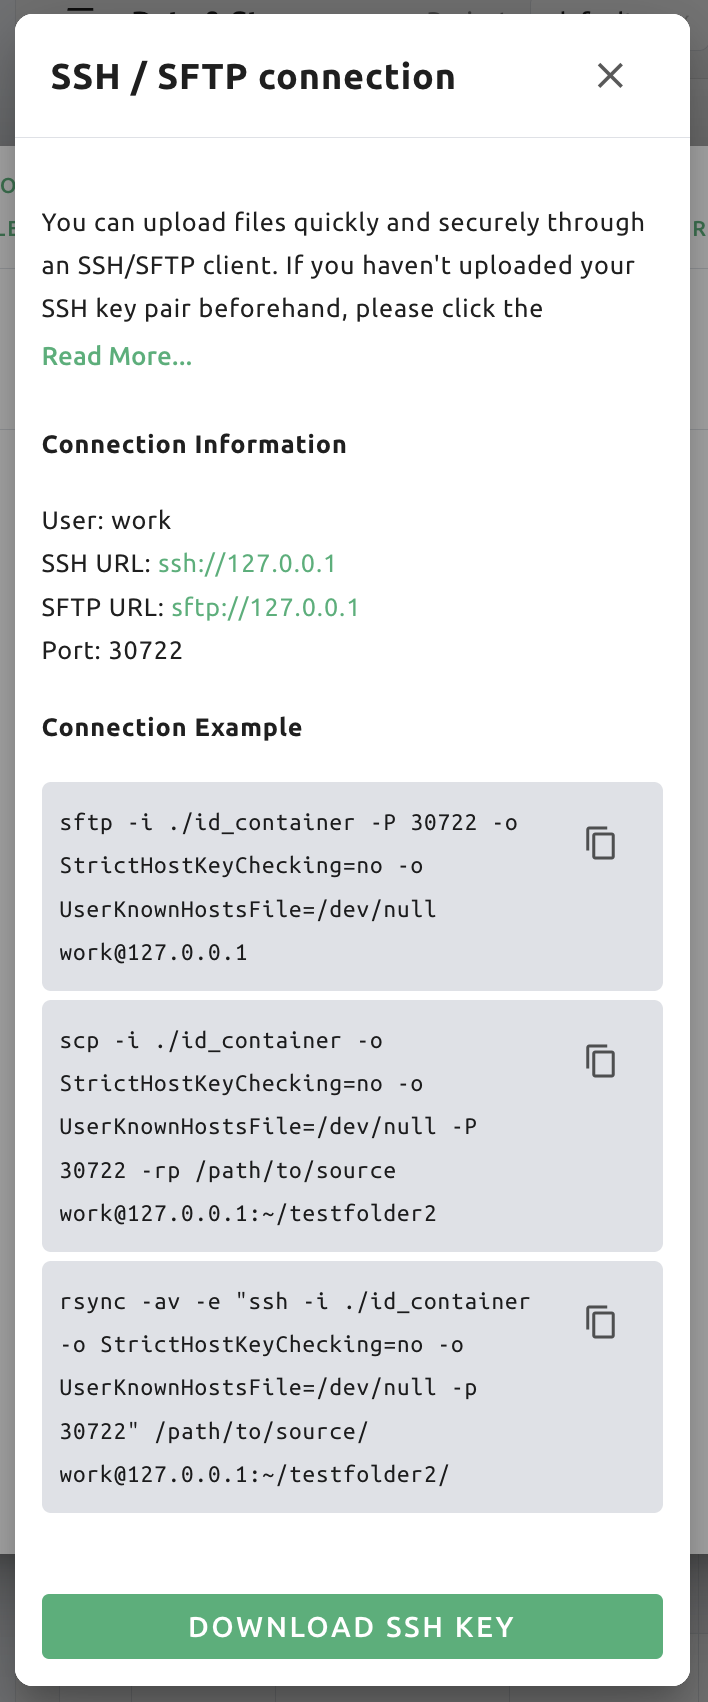 SSH / SFTP connection
You can upload files quickly and securely through
an SSH/SFTP client. If you haven't uploaded your
SSH key pair beforehand, please click the
Read More...
Connection Information
User: work
SSH URL: ssh://127.0.0.1
SFTP URL: sftp://127.0.0.1
Port: 30722
Connection Example
sftp -i ./id_container -P 30722 -o
StrictHostKeyChecking=no -o
UserKnownHostsFile=/dev/null
work@127.0.0.1
scp -i ./id_container -o
StrictHostKeyChecking=no -o
UserKnownHostsFile=/dev/null -P
30722 -rp /path/to/source
work@127.0.0.1:~/testfolder2
rsync -av -e "ssh -i ./id_container
-o StrictHostKeyChecking=no -o
UserKnownHostsFile=/dev/null -p
30722" /path/to/source/
work@127.0.0.1:~/testfolder2/
DOWNLOAD SSH KEY